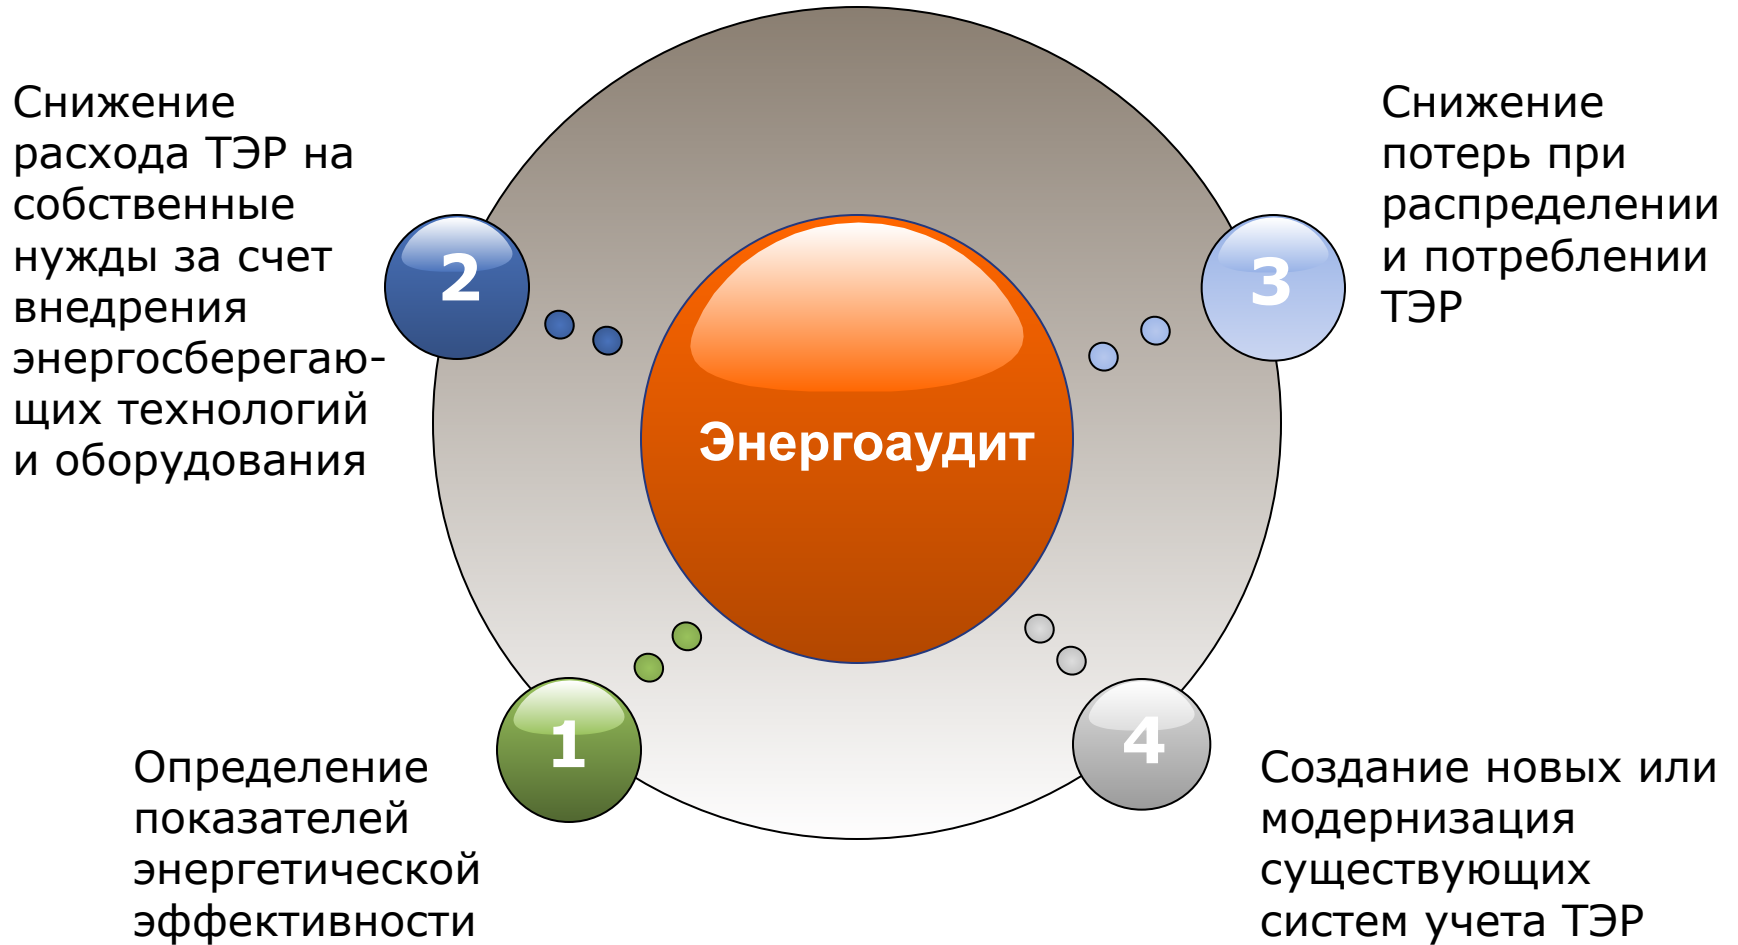 Снижение
расхода ТЭР на
собственные
нужды за счет
внедрения
энергосберегаю-
щих технологий
и оборудования
2
3
Снижение
потерь при
распределении
и потреблении
ТЭР
Энергоаудит
1
Определение
показателей
энергетической
эффективности
4
Создание новых или
модернизация
существующих
систем учета ТЭР